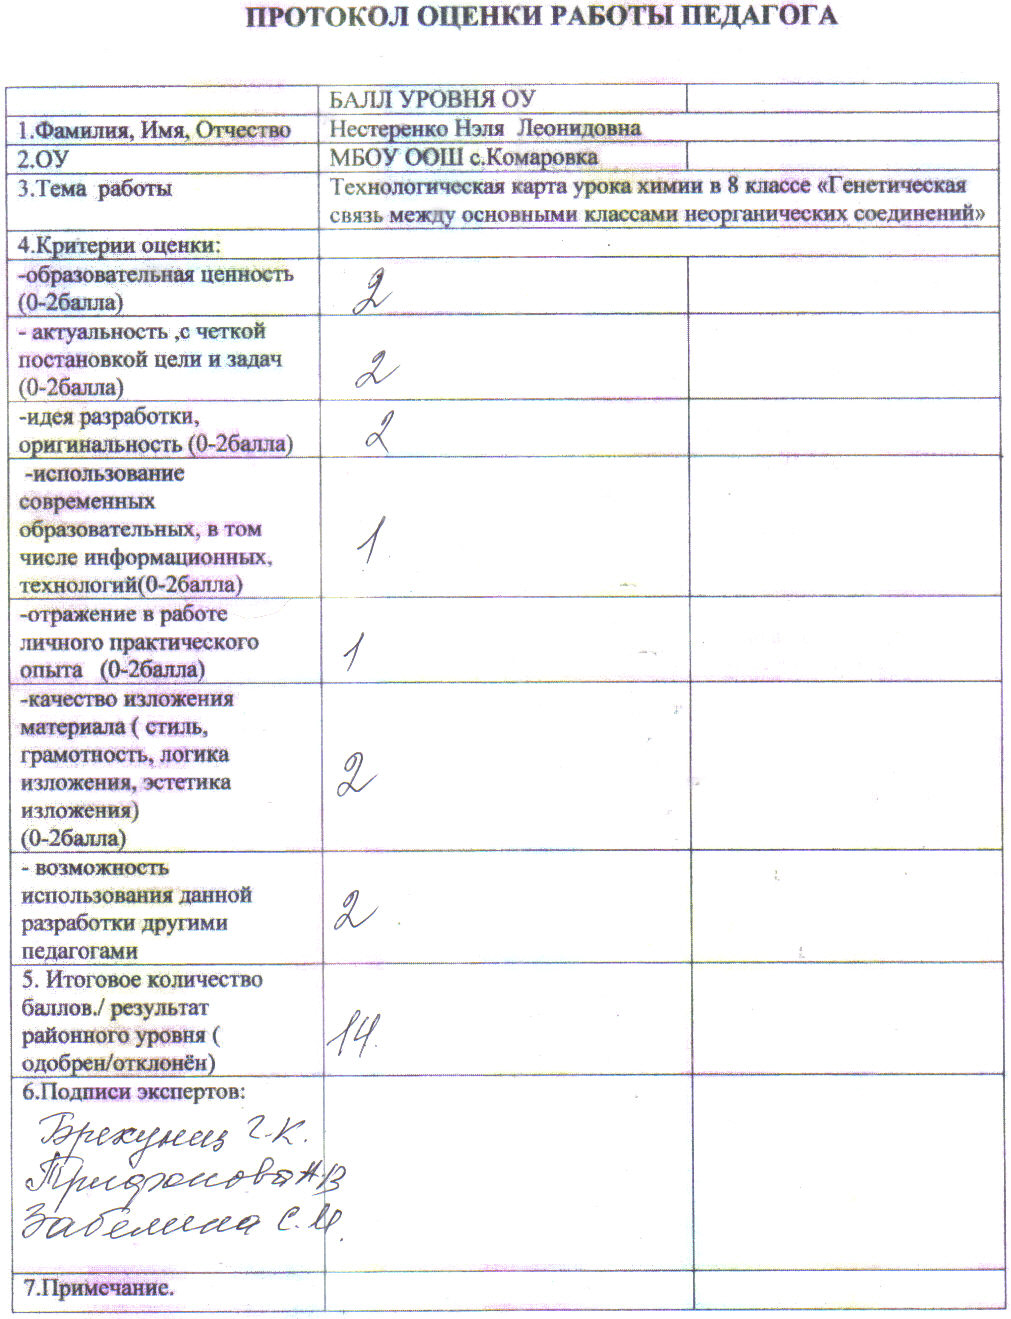 ПРОТОКОЛ ОЦЕНКИ РАБОТЫ ПЕДАГОГА
БАЛЛ УРОВНЯ ОУ
1.Фамилия, Имя, Отчество Нестеренко Нэля Леонидовна
2.ОУ МБОУ ООШ с.Комаровка
3.Тема работы Технологическая карта урока химии в 8 классе «Генетическая
связь между основными классами неорганических соединений»
4.Критерии оценки:
-образовательная ценность
(0-2балла) 2
- актуальность ,с четкой
постановкой цели и задач
(0-2балла) 2
-идея разработки,
оригинальность (0-2балла) 2
-использование
современных
образовательных, в том
числе информационных,
технологий(0-2балла) 1
-отражение в работе
личного практического
опыта (0-2балла) 1
-качество изложения
материала ( стиль,
грамотность, логика
изложения, эстетика
изложения)
(0-2балла) 2
- возможность
использования данной
разработки другими
педагогами 2
5. Итоговое количество
баллов./ результат
районного уровня (
одобрен/отклонён) 14.
6.Подписи экспертов:
Брехунец Г.К.
Трифонова А.В
Забелина С.М.
7.Примечание.